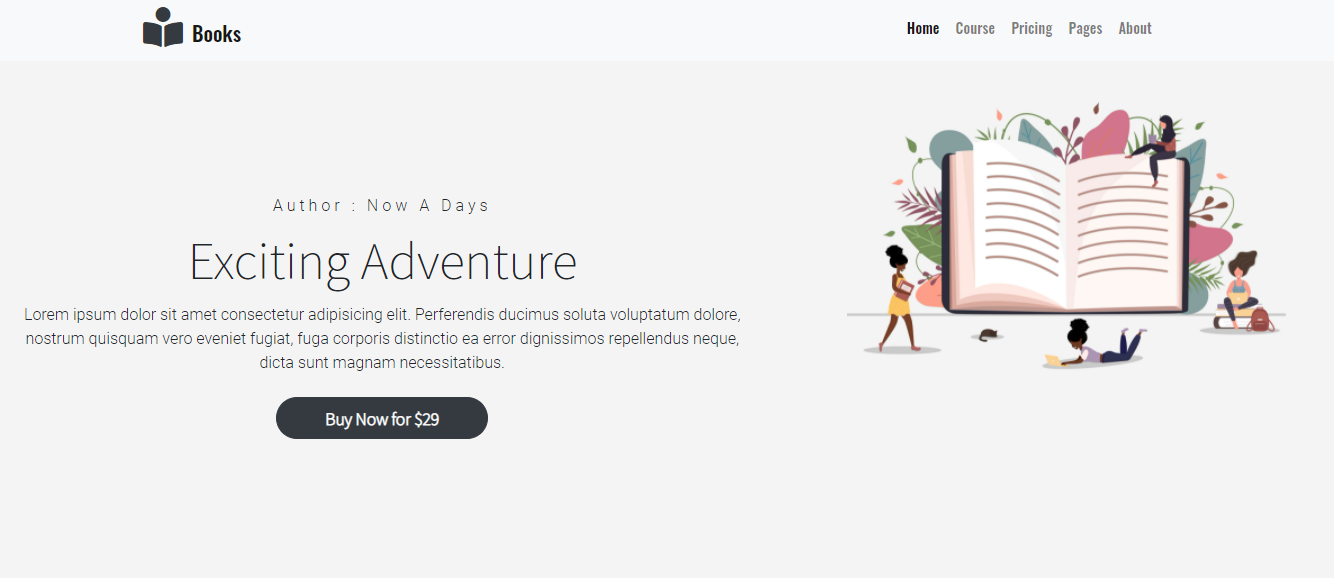 Books
Home Course Pricing Pages About
Author : Now A Days
Exciting Adventure
Lorem ipsum dolor sit amet consectetur adipisicing elit. Perferendis ducimus soluta voluptatum dolore,
nostrum quisquam vero eveniet fugiat, fuga corporis distinctio ea error dignissimos repellendus neque,
dicta sunt magnam necessitatibus.
Buy Now for $29